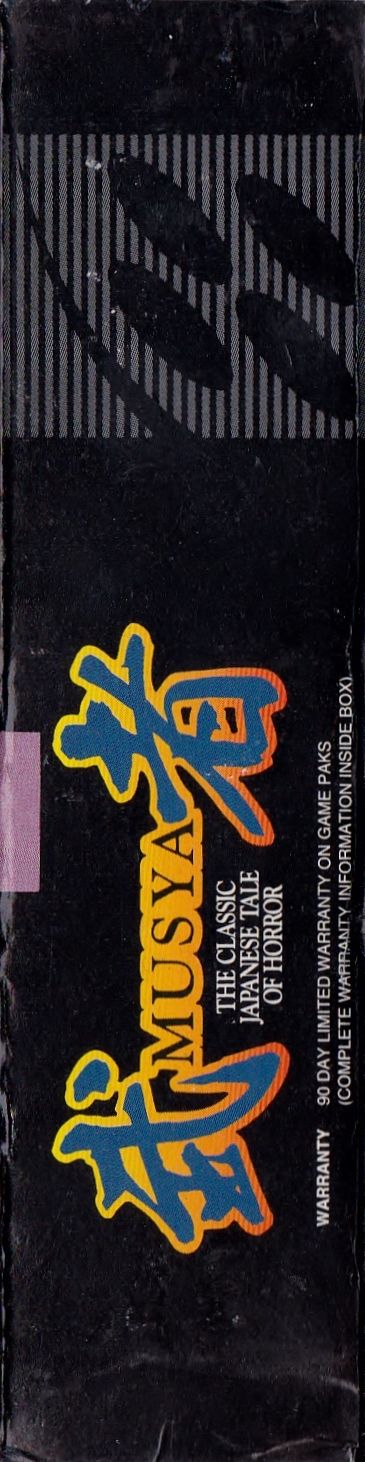 武 MUSYA 者
THE CLASSIC
JAPANESE TALE
OF HORROR
WARRANTY 90 DAY LIMITED WARRANTY ON GAME PAKS
(COMPLETE WARRANTY INFORMATION INSIDE BOX)